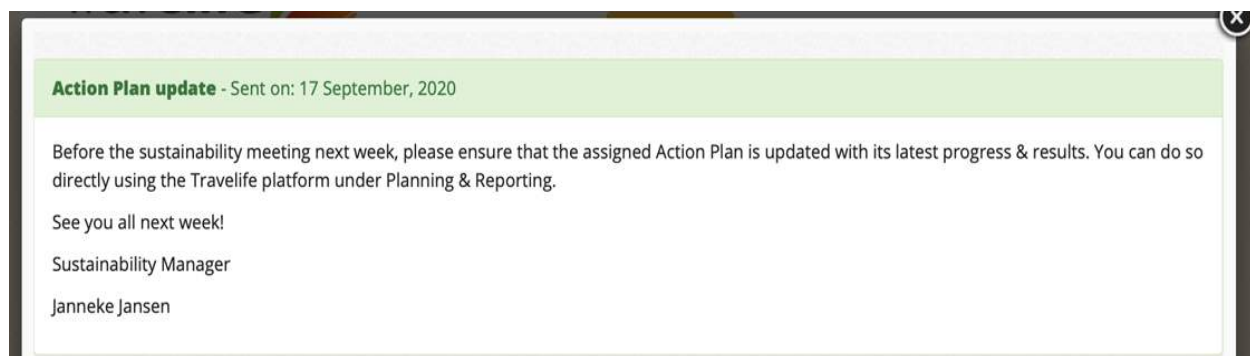 Action Plan update - Sent on: 17 September, 2020
Before the sustainability meeting next week, please ensure that the assigned Action Plan is updated with its latest progress & results. You can do so
directly using the Travelife platform under Planning & Reporting.
See you all next week!
Sustainability Manager
Janneke Jansen